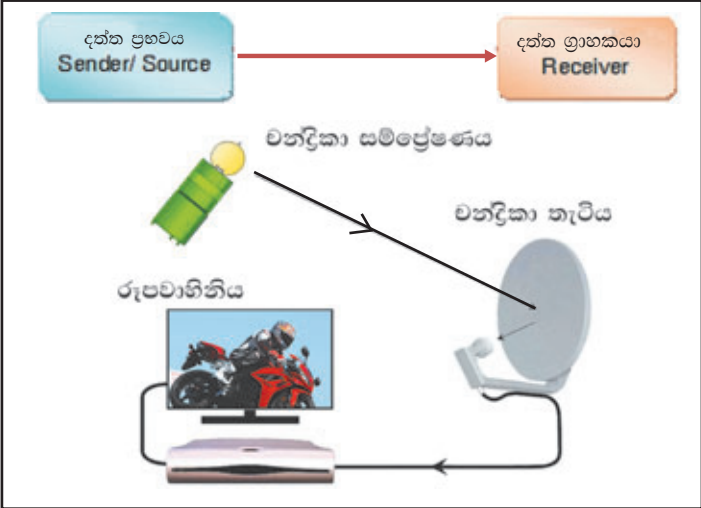 දත්ත ප්‍රභවය
Sender/ Source
දත්ත ග්‍රාහකයා
Receiver
චන්ද්‍රිකා සම්ප්‍රේෂණය
චන්ද්‍රිකා තැටිය
රූපවාහිනිය